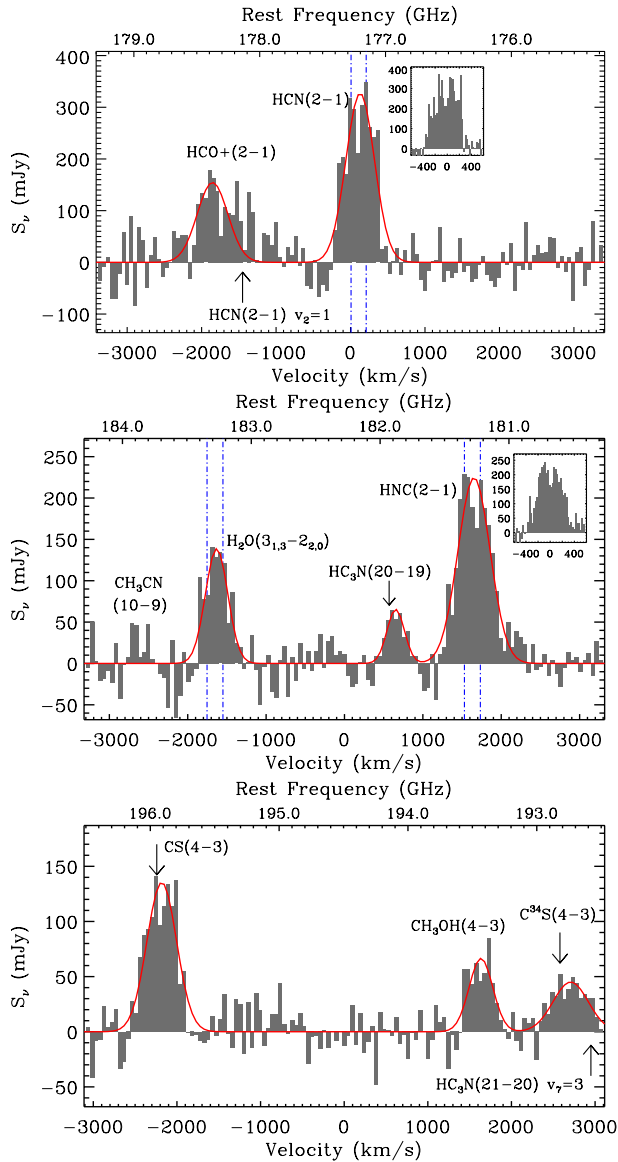 Rest Frequency (GHz)
179.0 178.0 177.0 176.0
400
300
200
100
0
−100
S_ν (mJy)
HCN(2−1)
HCO+(2−1)
HCN(2−1) v₂=1
400
300
200
100
0
−400 0 400
−3000 −2000 −1000 0 1000 2000 3000
Velocity (km/s)
Rest Frequency (GHz)
184.0 183.0 182.0 181.0
250
200
150
100
50
0
−50
S_ν (mJy)
HNC(2−1)
H₂O(3₁,₃−2₂,₀)
HC₃N(20−19)
CH₃CN
(10−9)
250
200
150
100
50
0
−400 0 400
−3000 −2000 −1000 0 1000 2000 3000
Velocity (km/s)
Rest Frequency (GHz)
196.0 195.0 194.0 193.0
150
100
50
0
−50
S_ν (mJy)
CS(4−3)
CH₃OH(4−3)
C³⁴S(4−3)
HC₃N(21−20) v₇=3
−3000 −2000 −1000 0 1000 2000 3000
Velocity (km/s)